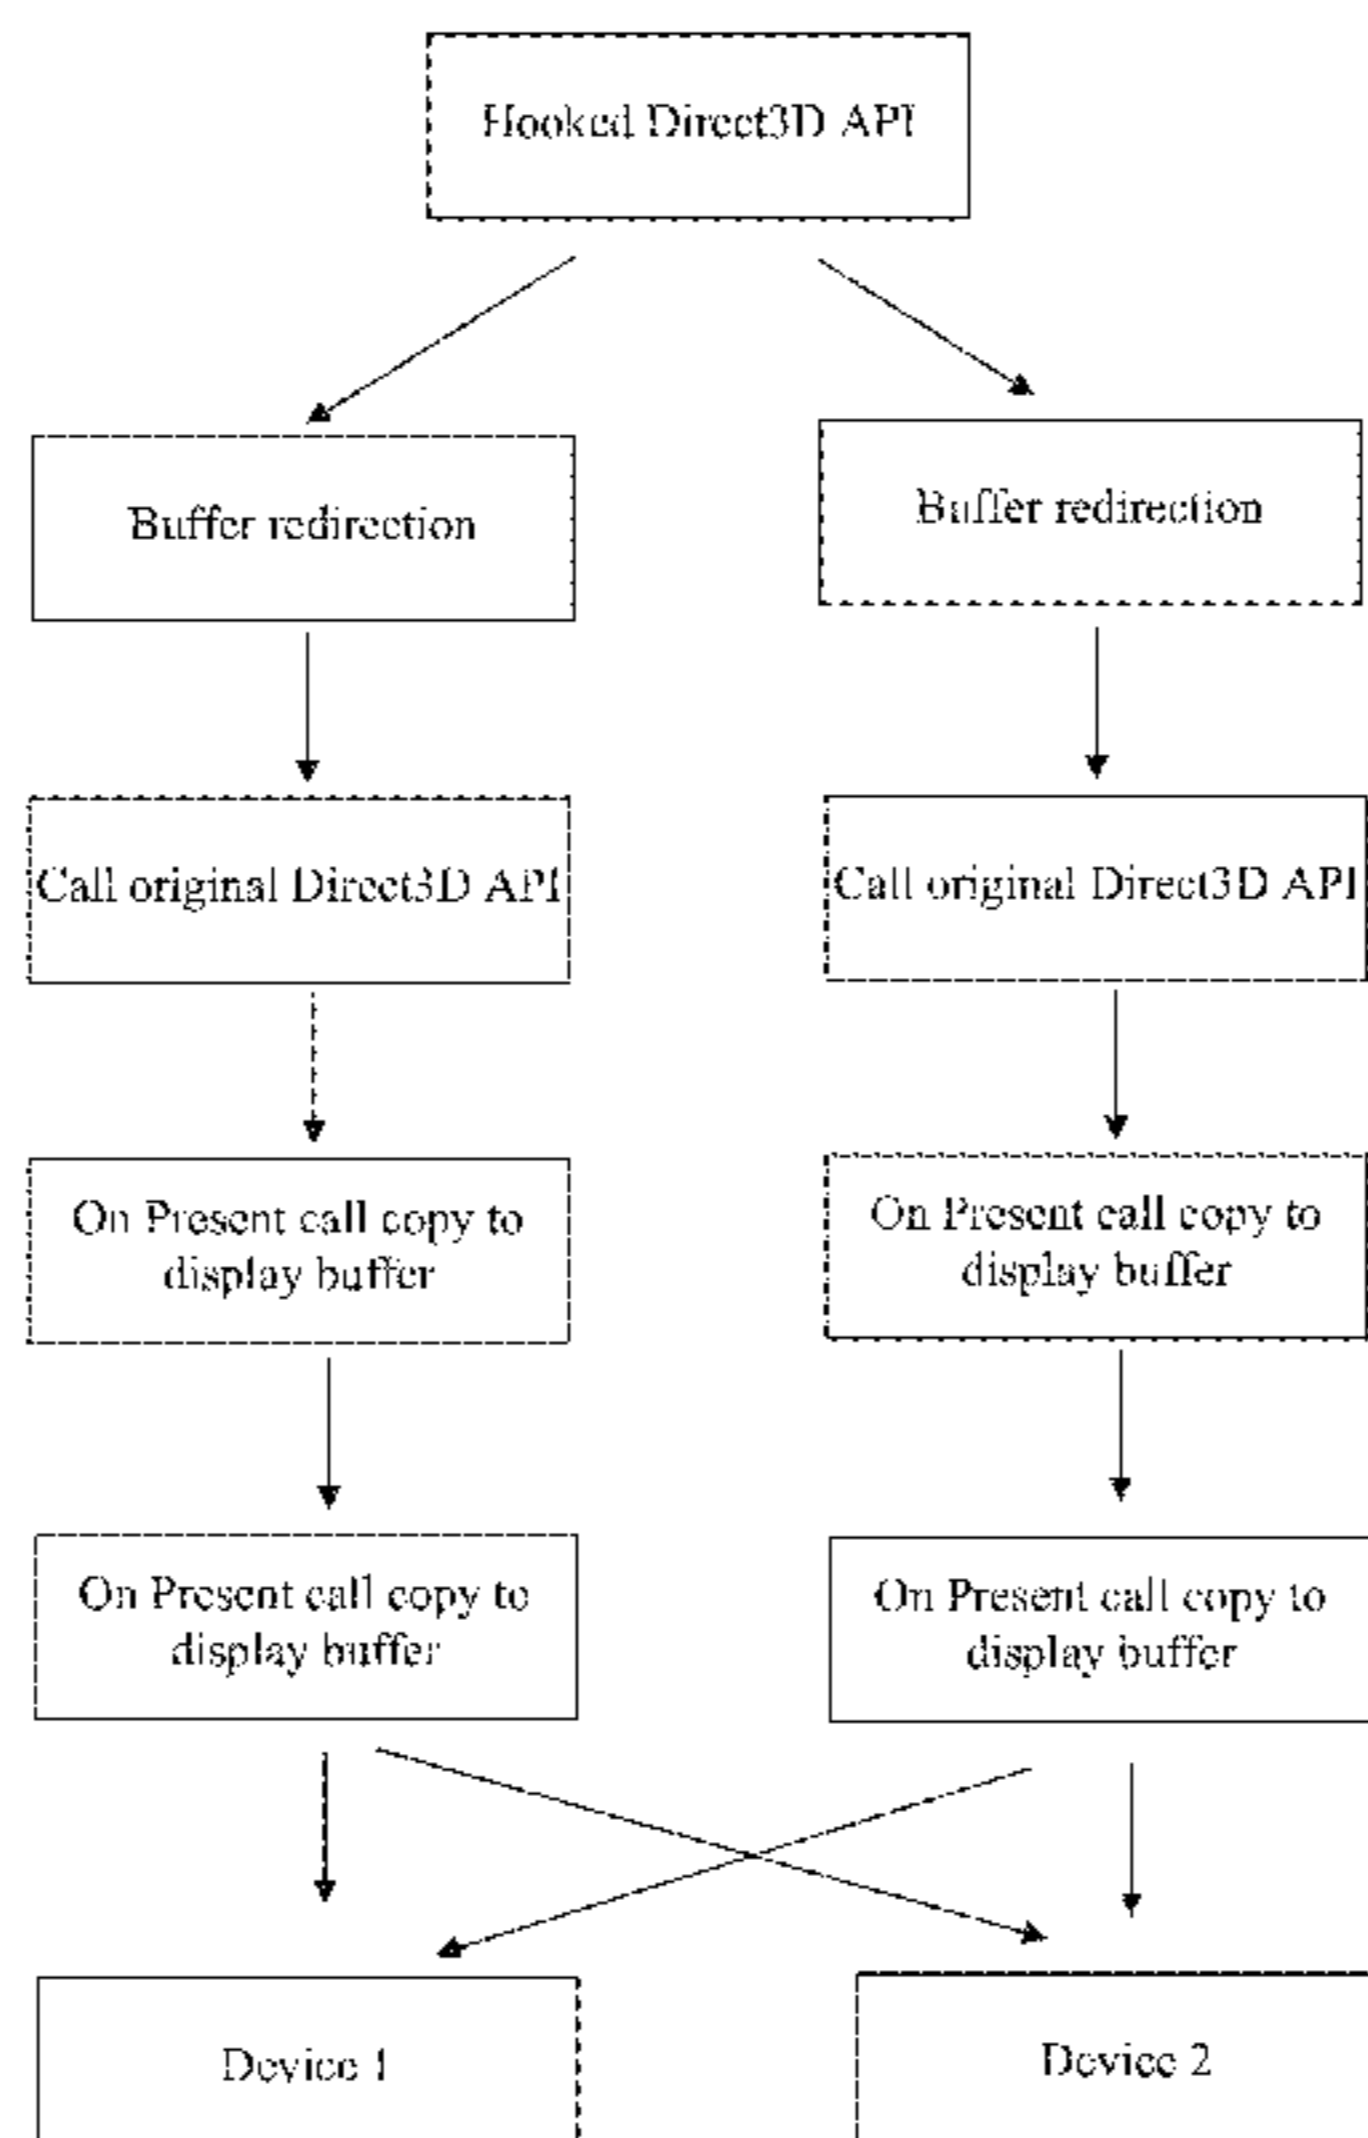 Hooked Direct3D API
Buffer redirection
Buffer redirection
Call original Direct3D API
Call original Direct3D API
On Present call copy to
display buffer
On Present call copy to
display buffer
On Present call copy to
display buffer
On Present call copy to
display buffer
Device 1
Device 2